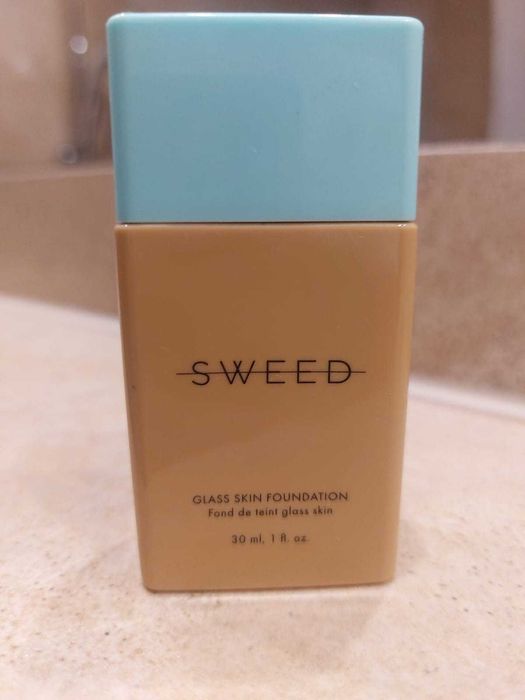 SWEED
GLASS SKIN FOUNDATION
Fond de teint glass skin
30 ml, 1 fl. oz.